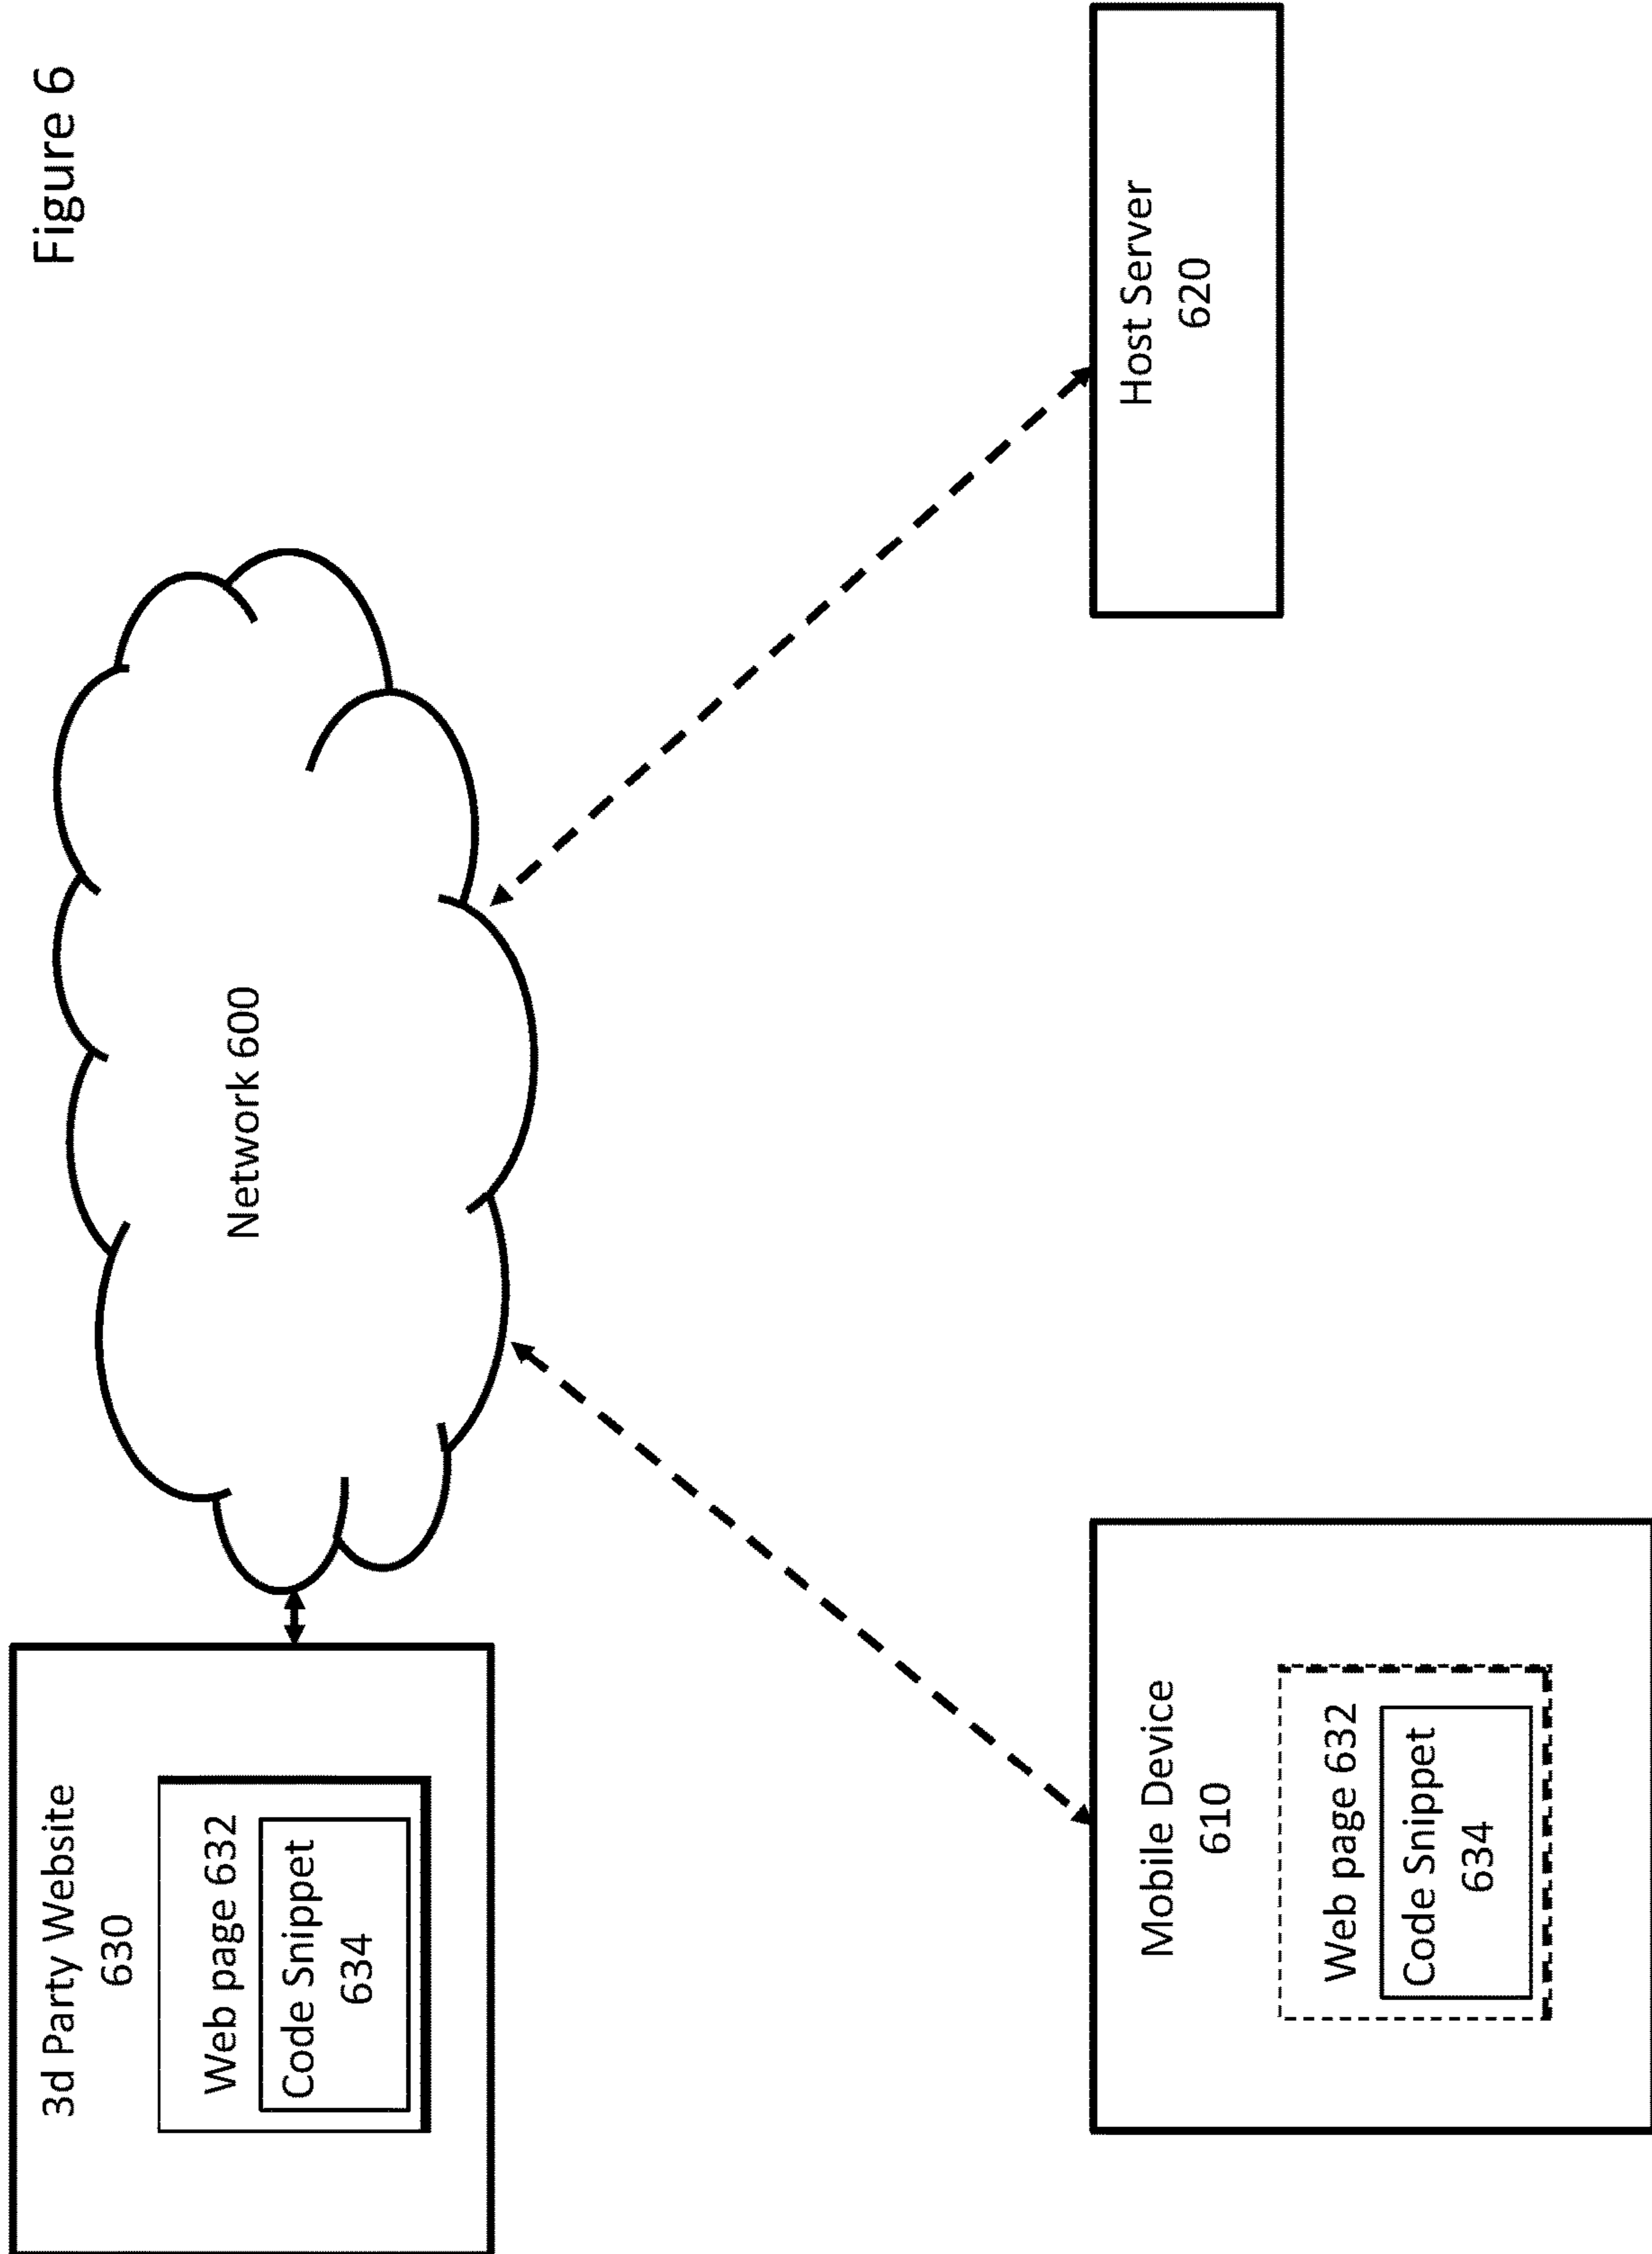 Figure 6
3d Party Website
630
Web page 632
Code Snippet
634
Network 600
Mobile Device
610
Web page 632
Code Snippet
634
Host Server
620